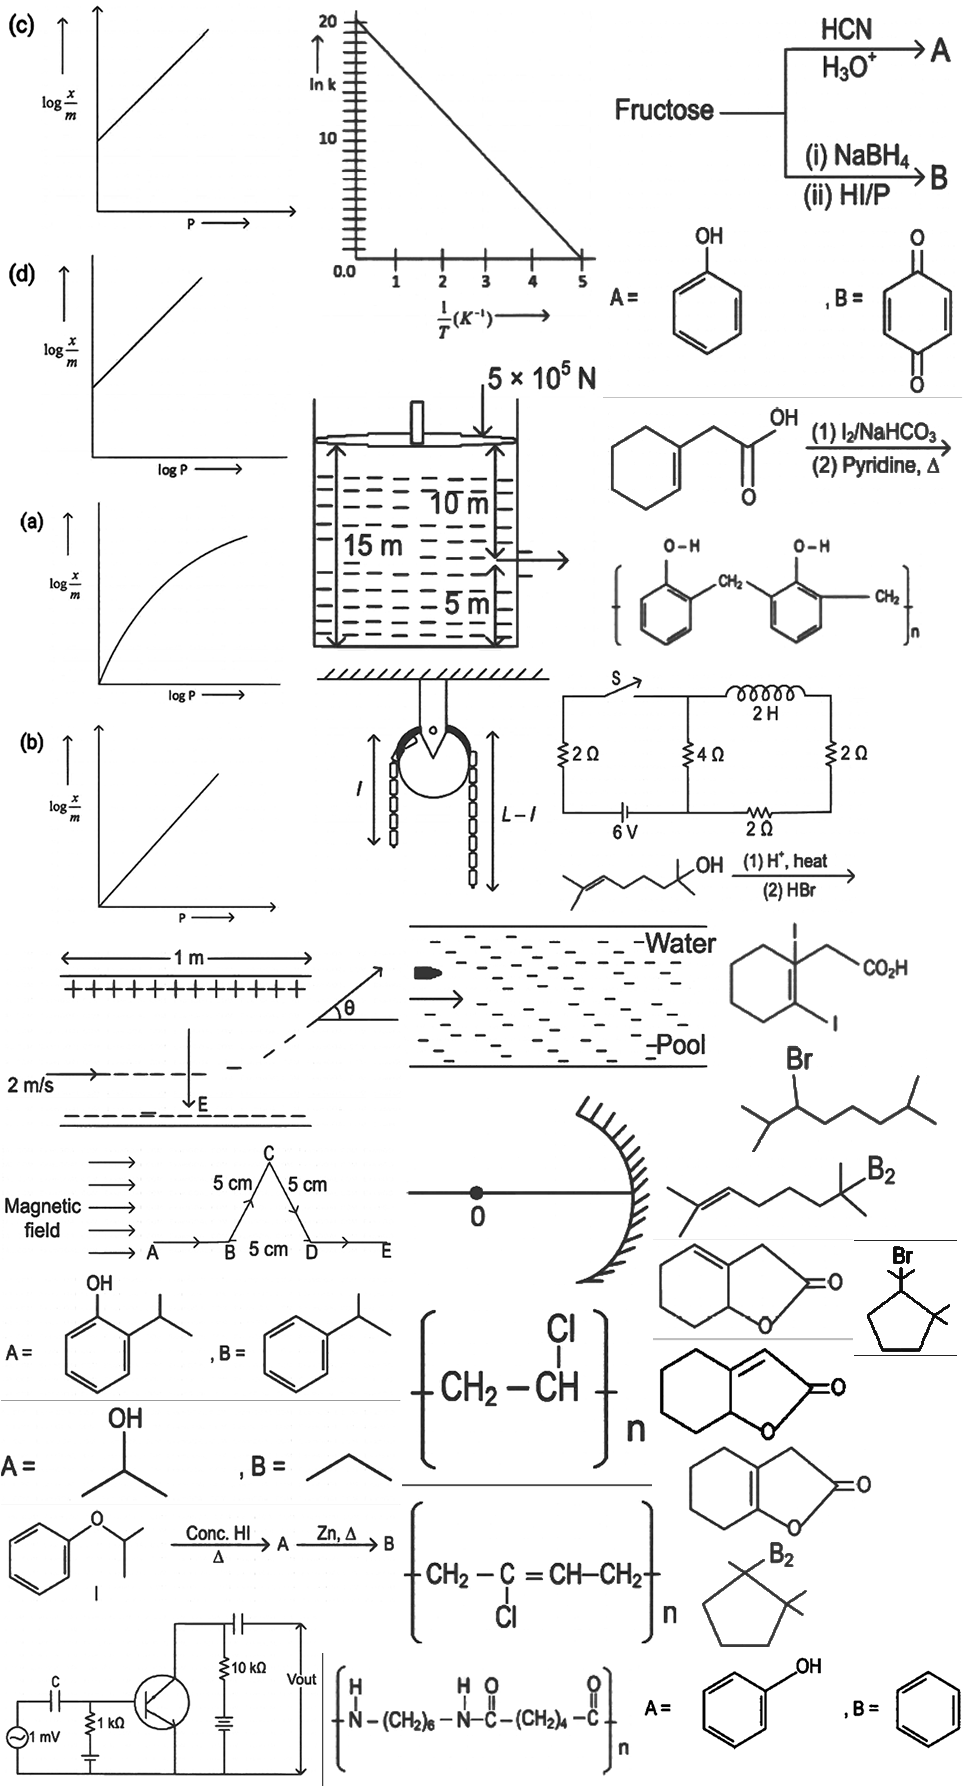 (c)
log x/m
P
20
ln k
10
0.0
1 2 3 4 5
1/T (K⁻¹)
HCN
H₃O⁺
A
Fructose
(i) NaBH₄
(ii) HI/P
B
(d)
log x/m
log P
OH
A =
, B =
O
O
5 × 10⁵ N
10 m
15 m
5 m
OH
O
(1) I₂/NaHCO₃
(2) Pyridine, Δ
(a)
log x/m
log P
O–H
O–H
CH₂
CH₂
n
(b)
log x/m
P
l
L – l
S
2 H
2 Ω
4 Ω
2 Ω
6 V
2 Ω
OH
(1) H⁺, heat
(2) HBr
1 m
+ + + + + + + + + + + +
θ
2 m/s
E
Water
Pool
I
CO₂H
I
Br
Magnetic
field
C
5 cm
5 cm
A
B
5 cm
D
E
0
B₂
O
O
Br
OH
A =
, B =
Cl
CH₂ – CH
n
O
O
OH
A =
, B =
O
O
O
I
Conc. HI
Δ
A
Zn, Δ
B
CH₂ – C = CH–CH₂
Cl
n
B₂
C
1 mV
1 kΩ
10 kΩ
Vout
H
H
O
O
N – (CH₂)₆ – N – C – (CH₂)₄ – C
n
A =
OH
, B =